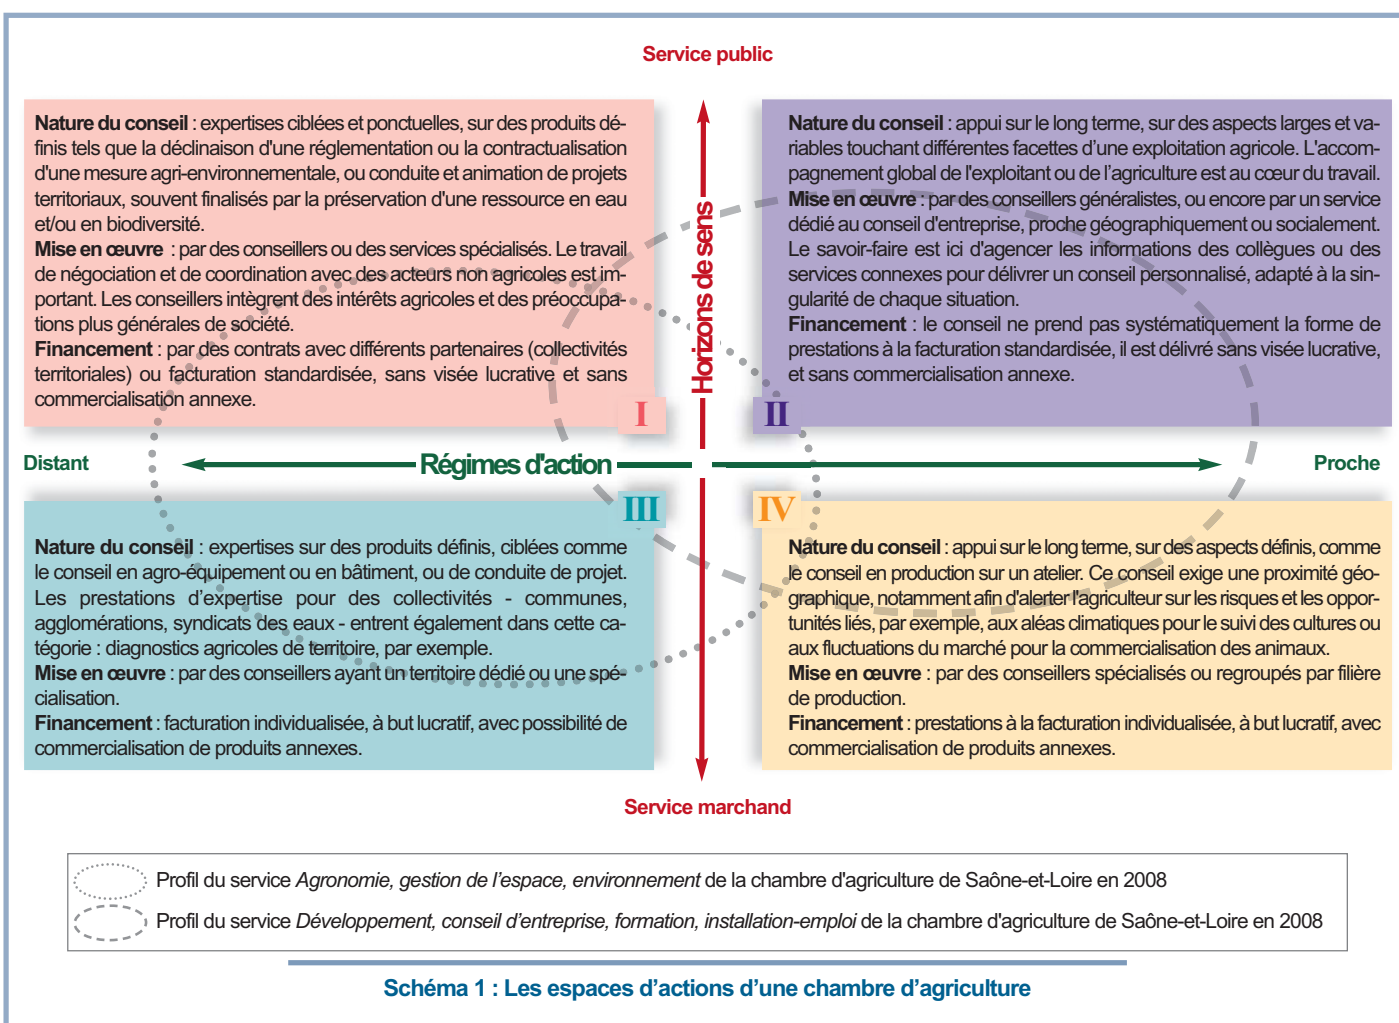 Service public
Nature du conseil : expertises ciblées et ponctuelles, sur des produits dé-
finis tels que la déclinaison d'une réglementation ou la contractualisation
d'une mesure agri-environnementale, ou conduite et animation de projets
territoriaux, souvent finalisés par la préservation d'une ressource en eau
et/ou en biodiversité.
Mise en œuvre : par des conseillers ou des services spécialisés. Le travail
de négociation et de coordination avec des acteurs non agricoles est im-
portant. Les conseillers intègrent des intérêts agricoles et des préoccupa-
tions plus générales de société.
Financement : par des contrats avec différents partenaires (collectivités
territoriales) ou facturation standardisée, sans visée lucrative et sans
commercialisation annexe.
I
Horizons de sens
Nature du conseil : appui sur le long terme, sur des aspects larges et va-
riables touchant différentes facettes d’une exploitation agricole. L'accom-
pagnement global de l'exploitant ou de l’agriculture est au cœur du travail.
Mise en œuvre : par des conseillers généralistes, ou encore par un service
dédié au conseil d'entreprise, proche géographiquement ou socialement.
Le savoir-faire est ici d'agencer les informations des collègues ou des
services connexes pour délivrer un conseil personnalisé, adapté à la sin-
gularité de chaque situation.
Financement : le conseil ne prend pas systématiquement la forme de
prestations à la facturation standardisée, il est délivré sans visée lucrative,
et sans commercialisation annexe.
II
Distant
Régimes d'action
Proche
III
Nature du conseil : expertises sur des produits définis, ciblées comme
le conseil en agro-équipement ou en bâtiment, ou de conduite de projet.
Les prestations d’expertise pour des collectivités - communes,
agglomérations, syndicats des eaux - entrent également dans cette ca-
tégorie : diagnostics agricoles de territoire, par exemple.
Mise en œuvre : par des conseillers ayant un territoire dédié ou une spé-
cialisation.
Financement : facturation individualisée, à but lucratif, avec possibilité de
commercialisation de produits annexes.
IV
Nature du conseil : appui sur le long terme, sur des aspects définis, comme
le conseil en production sur un atelier. Ce conseil exige une proximité géo-
graphique, notamment afin d'alerter l'agriculteur sur les risques et les oppor-
tunités liés, par exemple, aux aléas climatiques pour le suivi des cultures ou
aux fluctuations du marché pour la commercialisation des animaux.
Mise en œuvre : par des conseillers spécialisés ou regroupés par filière
de production.
Financement : prestations à la facturation individualisée, à but lucratif, avec
commercialisation de produits annexes.
Service marchand
Profil du service Agronomie, gestion de l’espace, environnement de la chambre d'agriculture de Saône-et-Loire en 2008
Profil du service Développement, conseil d’entreprise, formation, installation-emploi de la chambre d'agriculture de Saône-et-Loire en 2008
Schéma 1 : Les espaces d’actions d’une chambre d’agriculture